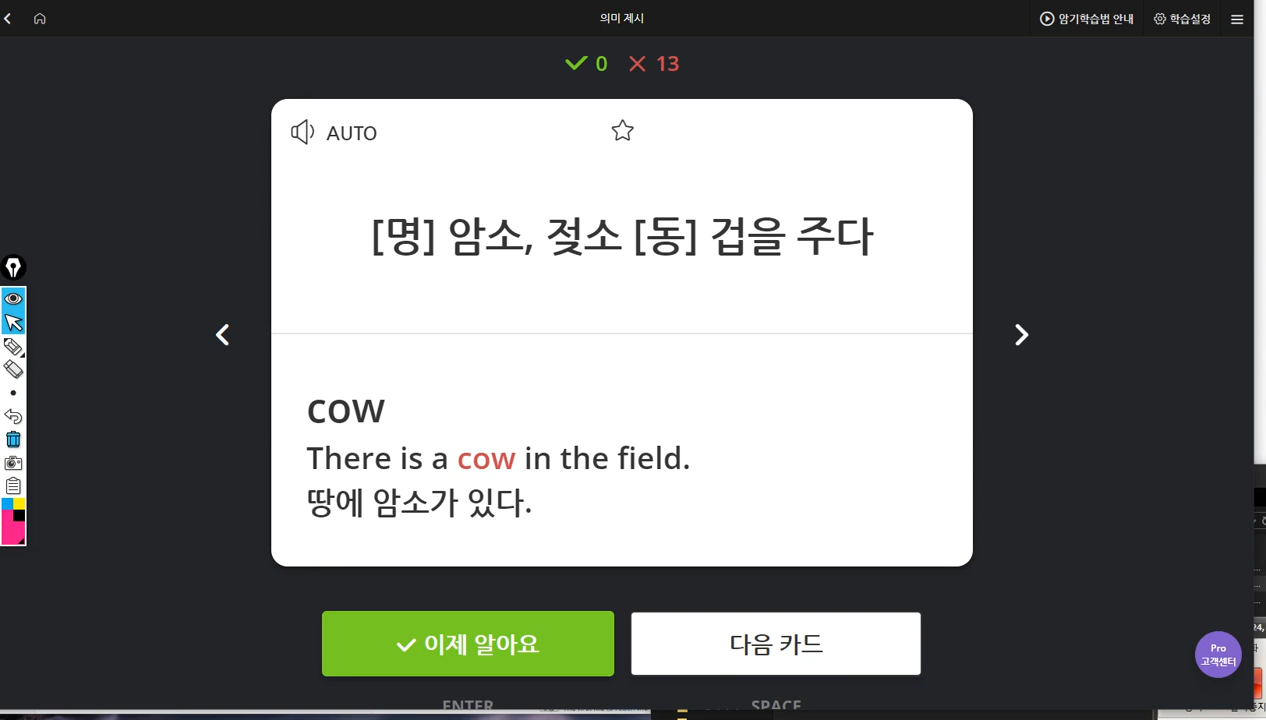 의미 제시
암기학습법 안내
학습설정
0
13
AUTO
[명] 암소, 젖소 [동] 겁을 주다
cow
There is a cow in the field.
땅에 암소가 있다.
이제 알아요
다음 카드
ENTER
SPACE
Pro
고객센터